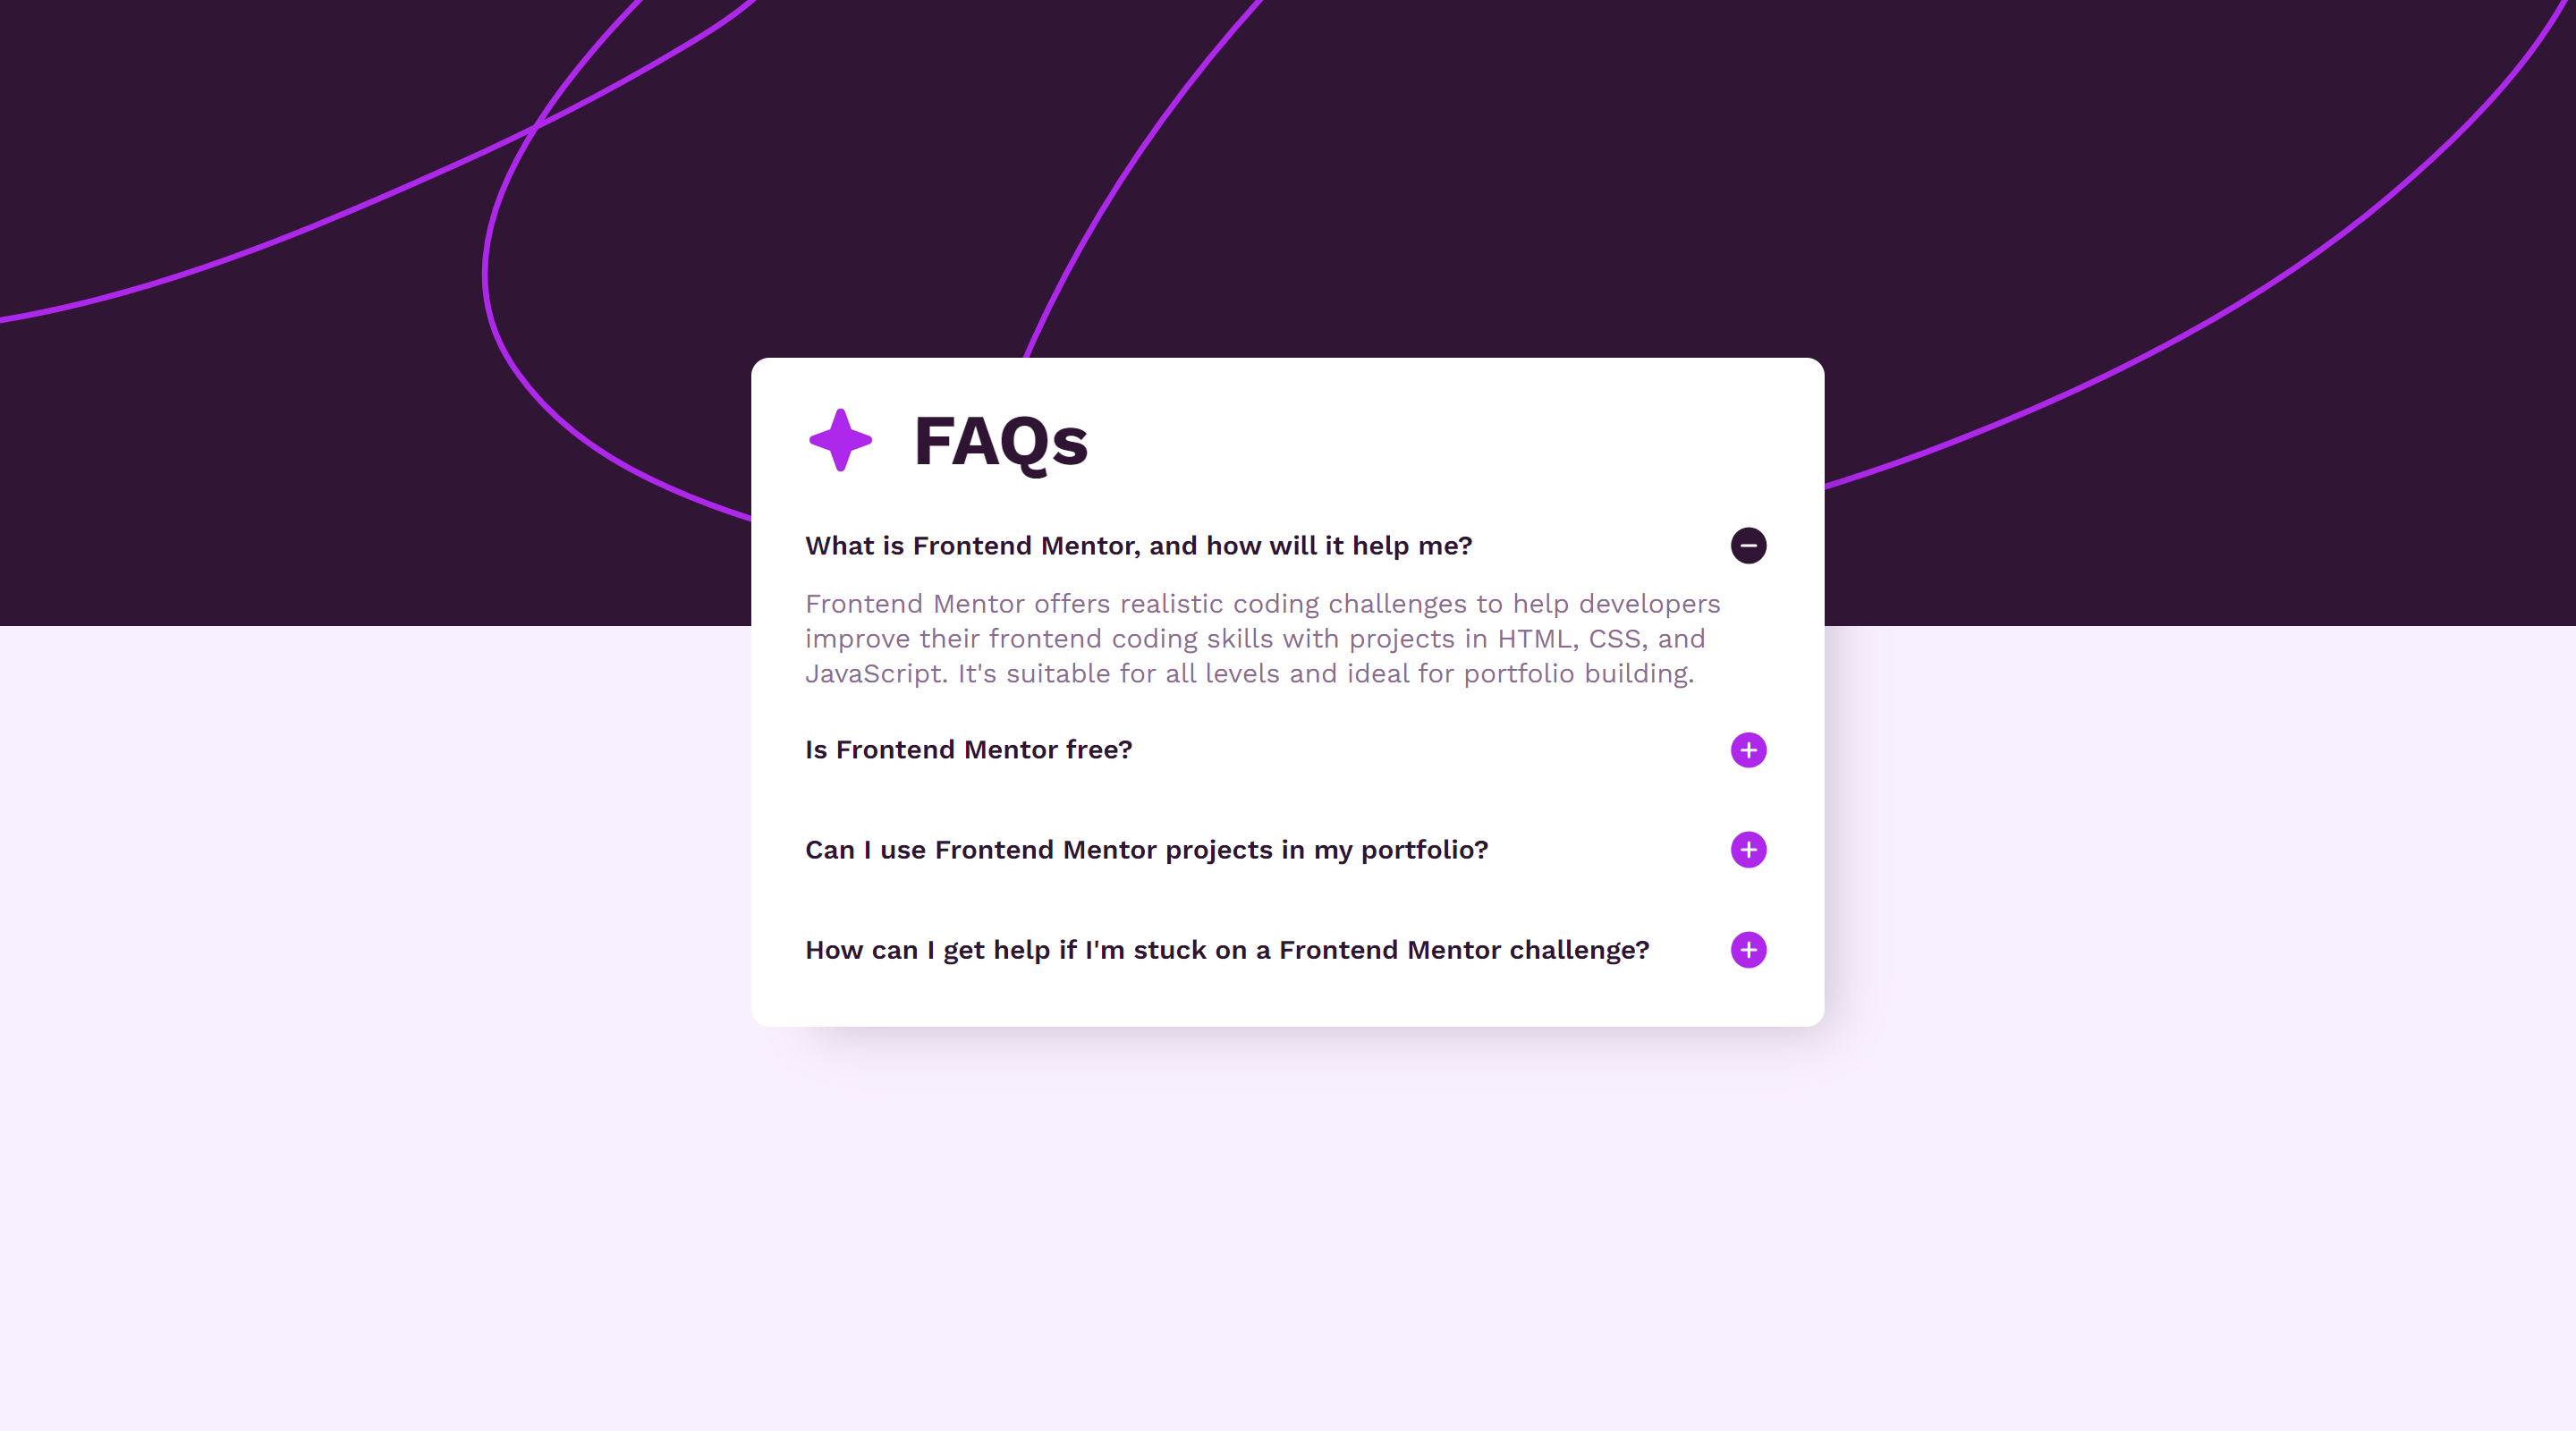 FAQs
What is Frontend Mentor, and how will it help me?
Frontend Mentor offers realistic coding challenges to help developers
improve their frontend coding skills with projects in HTML, CSS, and
JavaScript. It's suitable for all levels and ideal for portfolio building.
Is Frontend Mentor free?
Can I use Frontend Mentor projects in my portfolio?
How can I get help if I'm stuck on a Frontend Mentor challenge?